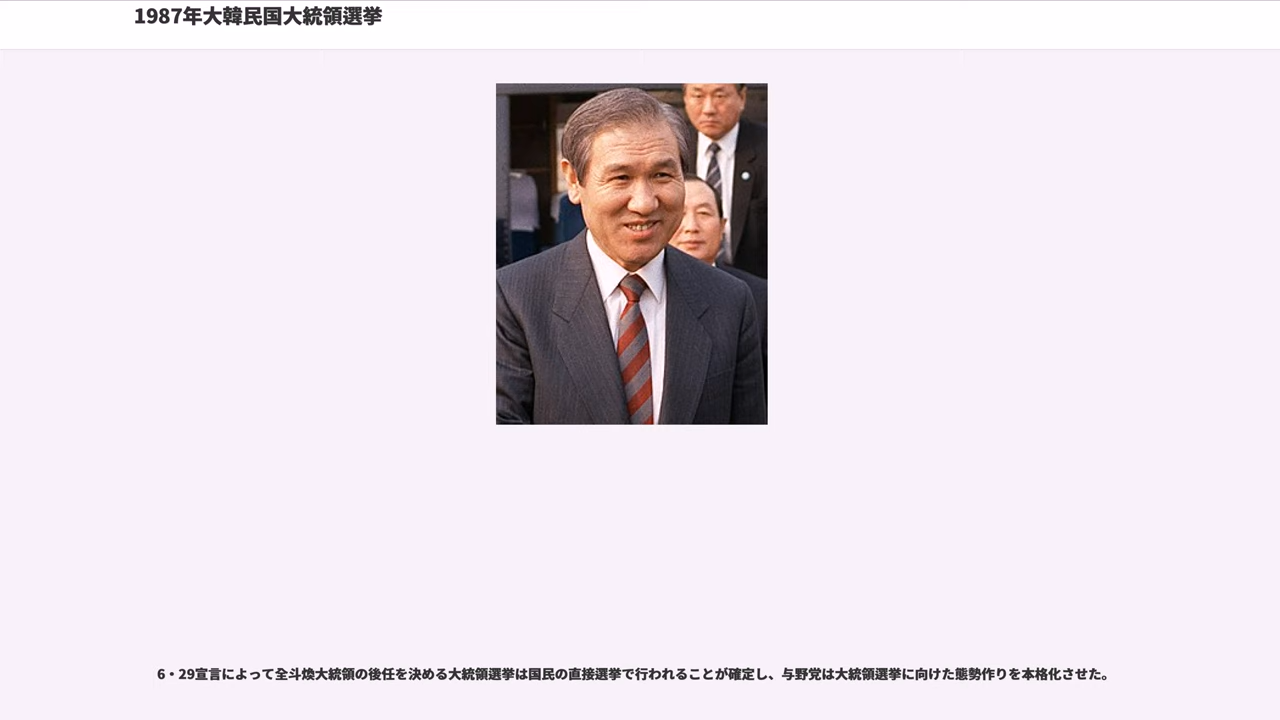 1987年大韓民国大統領選挙
6・29宣言によって全斗煥大統領の後任を決める大統領選挙は国民の直接選挙で行われることが確定し、与野党は大統領選挙に向けた態勢作りを本格化させた。